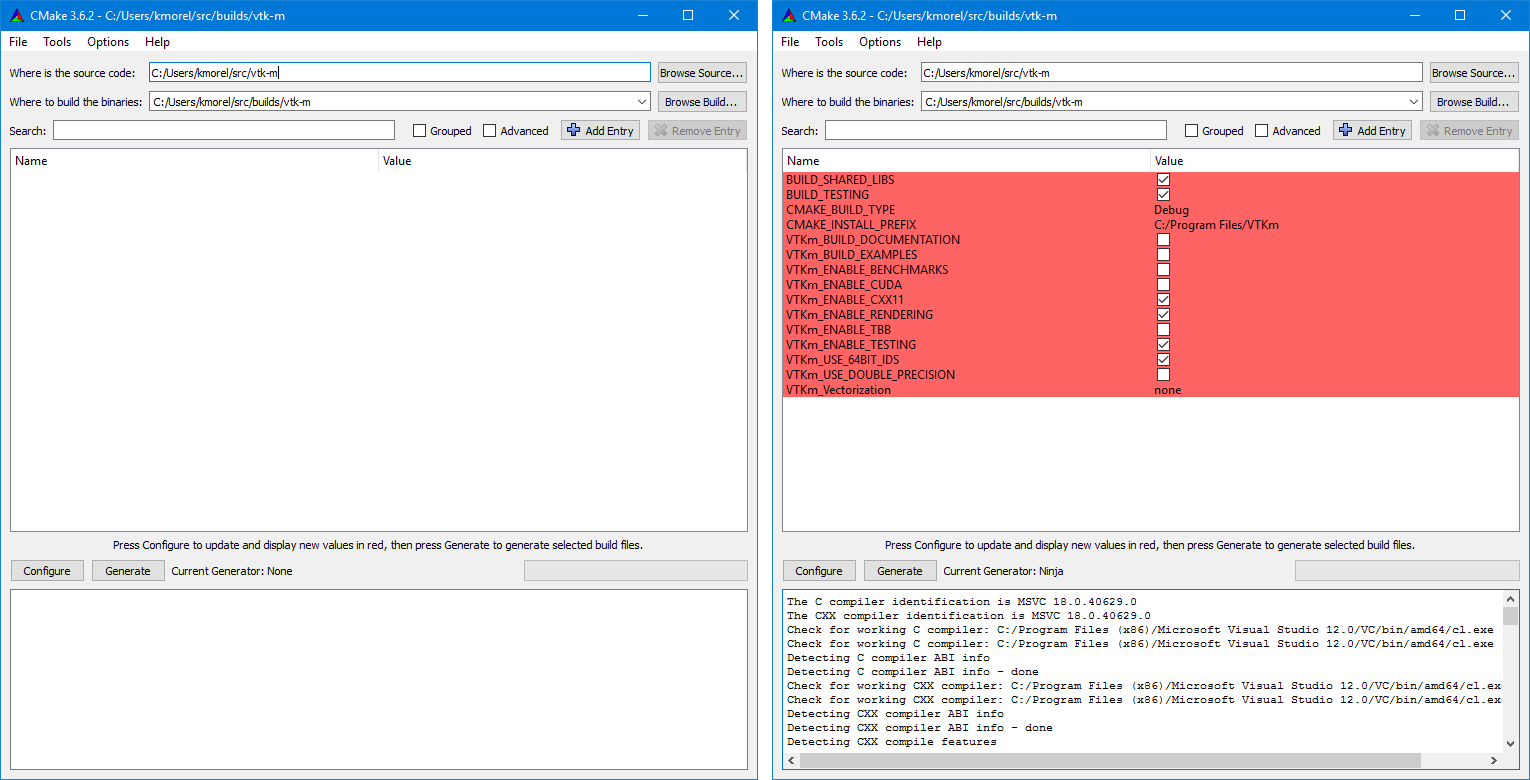 CMake 3.6.2 - C:/Users/kmorel/src/builds/vtk-m
File Tools Options Help
Where is the source code: C:/Users/kmorel/src/vtk-m Browse Source...
Where to build the binaries: C:/Users/kmorel/src/builds/vtk-m Browse Build...
Search: Grouped Advanced Add Entry Remove Entry
Name Value
Press Configure to update and display new values in red, then press Generate to generate selected build files.
Configure Generate Current Generator: None
CMake 3.6.2 - C:/Users/kmorel/src/builds/vtk-m
File Tools Options Help
Where is the source code: C:/Users/kmorel/src/vtk-m Browse Source...
Where to build the binaries: C:/Users/kmorel/src/builds/vtk-m Browse Build...
Search: Grouped Advanced Add Entry Remove Entry
Name Value
BUILD_SHARED_LIBS
BUILD_TESTING
CMAKE_BUILD_TYPE Debug
CMAKE_INSTALL_PREFIX C:/Program Files/VTKm
VTKm_BUILD_DOCUMENTATION
VTKm_BUILD_EXAMPLES
VTKm_ENABLE_BENCHMARKS
VTKm_ENABLE_CUDA
VTKm_ENABLE_CXX11
VTKm_ENABLE_RENDERING
VTKm_ENABLE_TBB
VTKm_ENABLE_TESTING
VTKm_USE_64BIT_IDS
VTKm_USE_DOUBLE_PRECISION
VTKm_Vectorization none
Press Configure to update and display new values in red, then press Generate to generate selected build files.
Configure Generate Current Generator: Ninja
The C compiler identification is MSVC 18.0.40629.0
The CXX compiler identification is MSVC 18.0.40629.0
Check for working C compiler: C:/Program Files (x86)/Microsoft Visual Studio 12.0/VC/bin/amd64/cl.exe
Check for working C compiler: C:/Program Files (x86)/Microsoft Visual Studio 12.0/VC/bin/amd64/cl.exe
Detecting C compiler ABI info
Detecting C compiler ABI info - done
Check for working CXX compiler: C:/Program Files (x86)/Microsoft Visual Studio 12.0/VC/bin/amd64/cl.ex
Check for working CXX compiler: C:/Program Files (x86)/Microsoft Visual Studio 12.0/VC/bin/amd64/cl.ex
Detecting CXX compiler ABI info
Detecting CXX compiler ABI info - done
Detecting CXX compile features